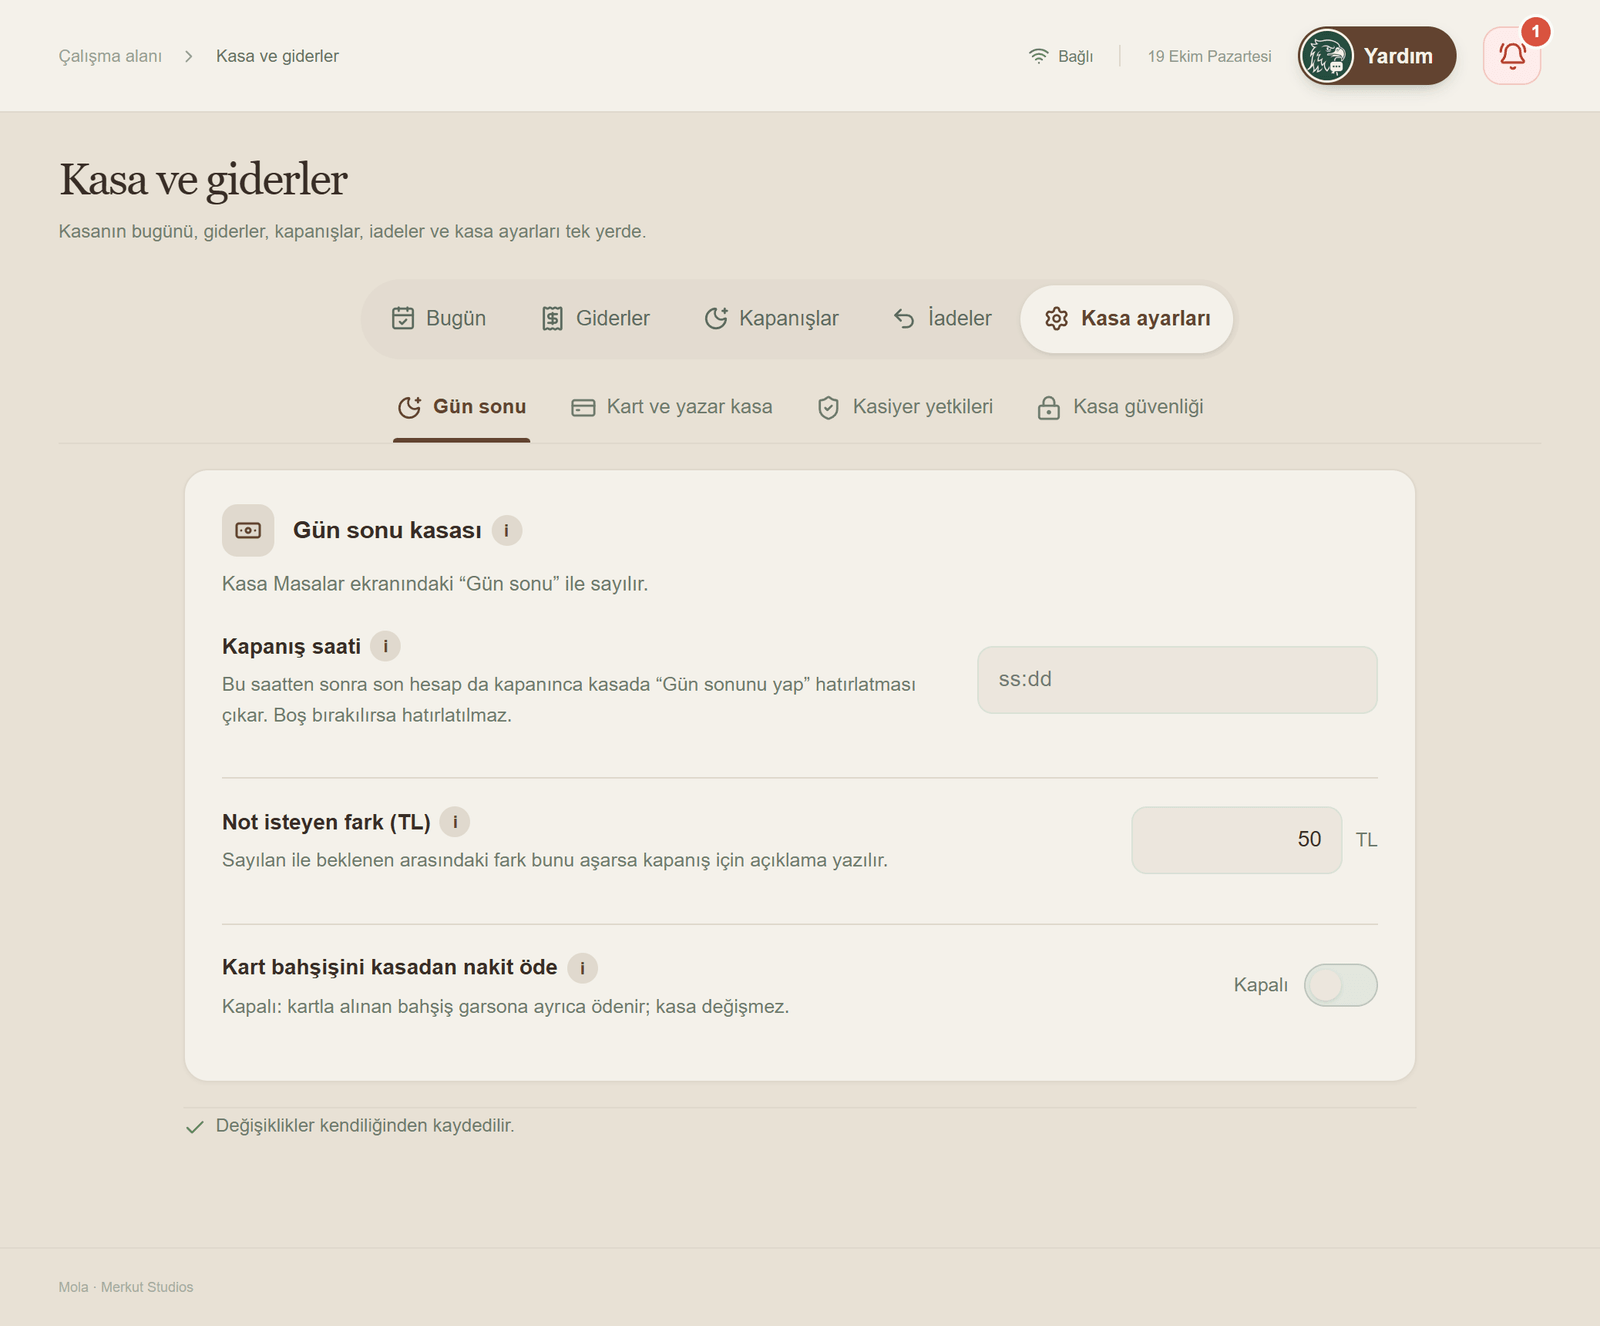 Çalışma alanı > Kasa ve giderler
Bağlı
19 Ekim Pazartesi
Yardım
1
Kasa ve giderler
Kasanın bugünü, giderler, kapanışlar, iadeler ve kasa ayarları tek yerde.
Bugün
Giderler
Kapanışlar
İadeler
Kasa ayarları
Gün sonu
Kart ve yazar kasa
Kasiyer yetkileri
Kasa güvenliği
Gün sonu kasası i
Kasa Masalar ekranındaki “Gün sonu” ile sayılır.
Kapanış saati i
Bu saatten sonra son hesap da kapanınca kasada “Gün sonunu yap” hatırlatması
çıkar. Boş bırakılırsa hatırlatılmaz.
ss:dd
Not isteyen fark (TL) i
Sayılan ile beklenen arasındaki fark bunu aşarsa kapanış için açıklama yazılır.
50 TL
Kart bahşişini kasadan nakit öde i
Kapalı: kartla alınan bahşiş garsona ayrıca ödenir; kasa değişmez.
Kapalı
Değişiklikler kendiliğinden kaydedilir.
Mola · Merkut Studios